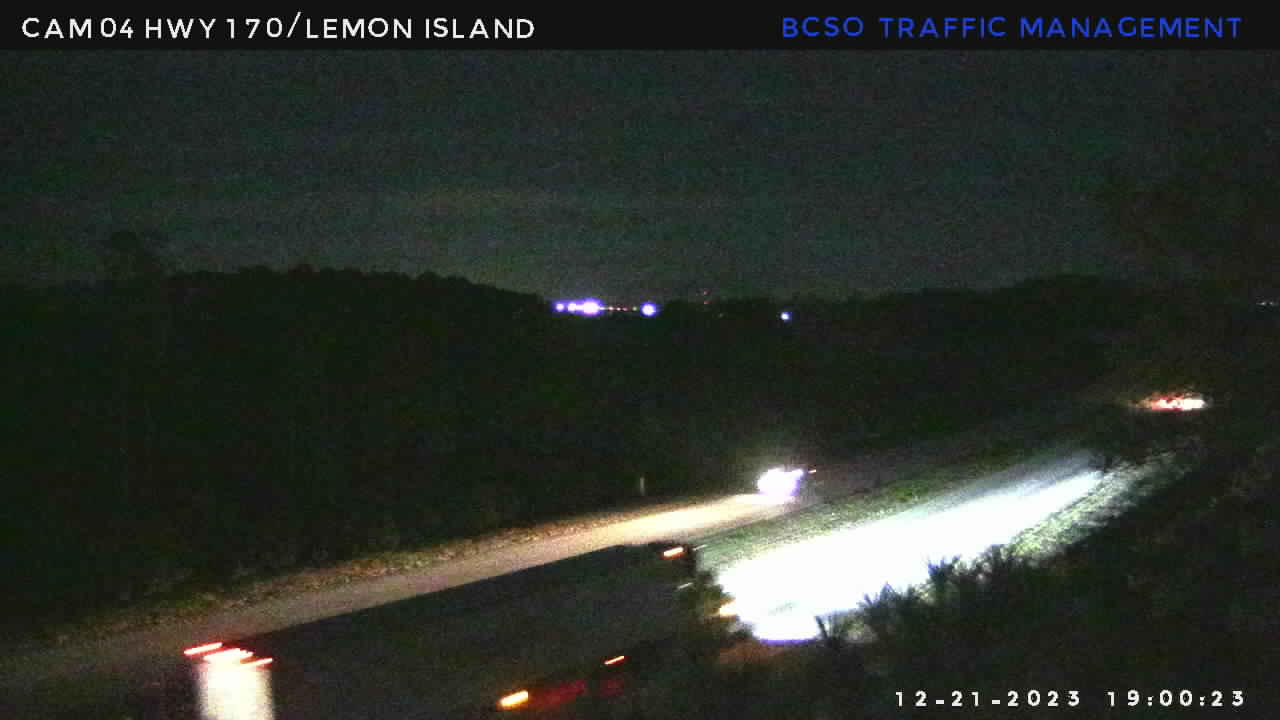 CAM04 HWY 170/LEMON ISLAND
BCSO TRAFFIC MANAGEMENT
12-21-2023 19:00:23